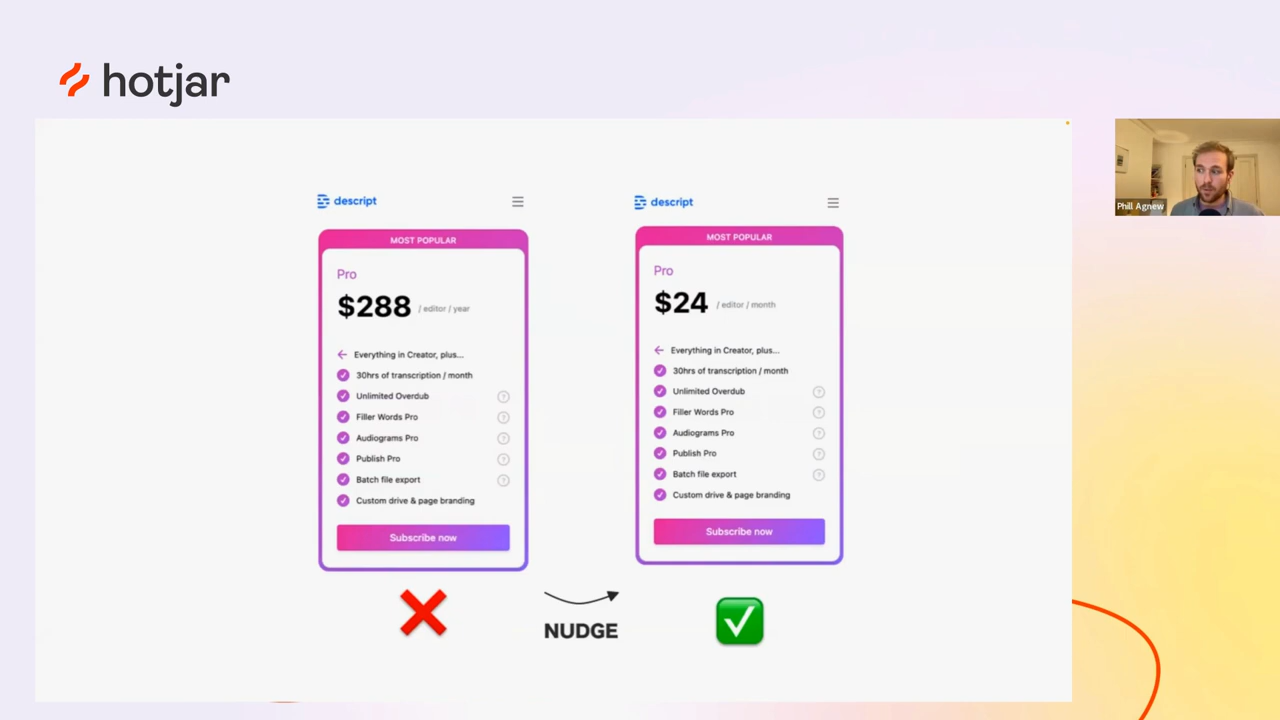 hotjar
descript
MOST POPULAR
Pro
$288 / editor / year
Everything in Creator, plus...
30hrs of transcription / month
Unlimited Overdub
Filler Words Pro
Audiograms Pro
Publish Pro
Batch file export
Custom drive & page branding
Subscribe now
descript
MOST POPULAR
Pro
$24 / editor / month
Everything in Creator, plus...
30hrs of transcription / month
Unlimited Overdub
Filler Words Pro
Audiograms Pro
Publish Pro
Batch file export
Custom drive & page branding
Subscribe now
NUDGE
Phill Agnew